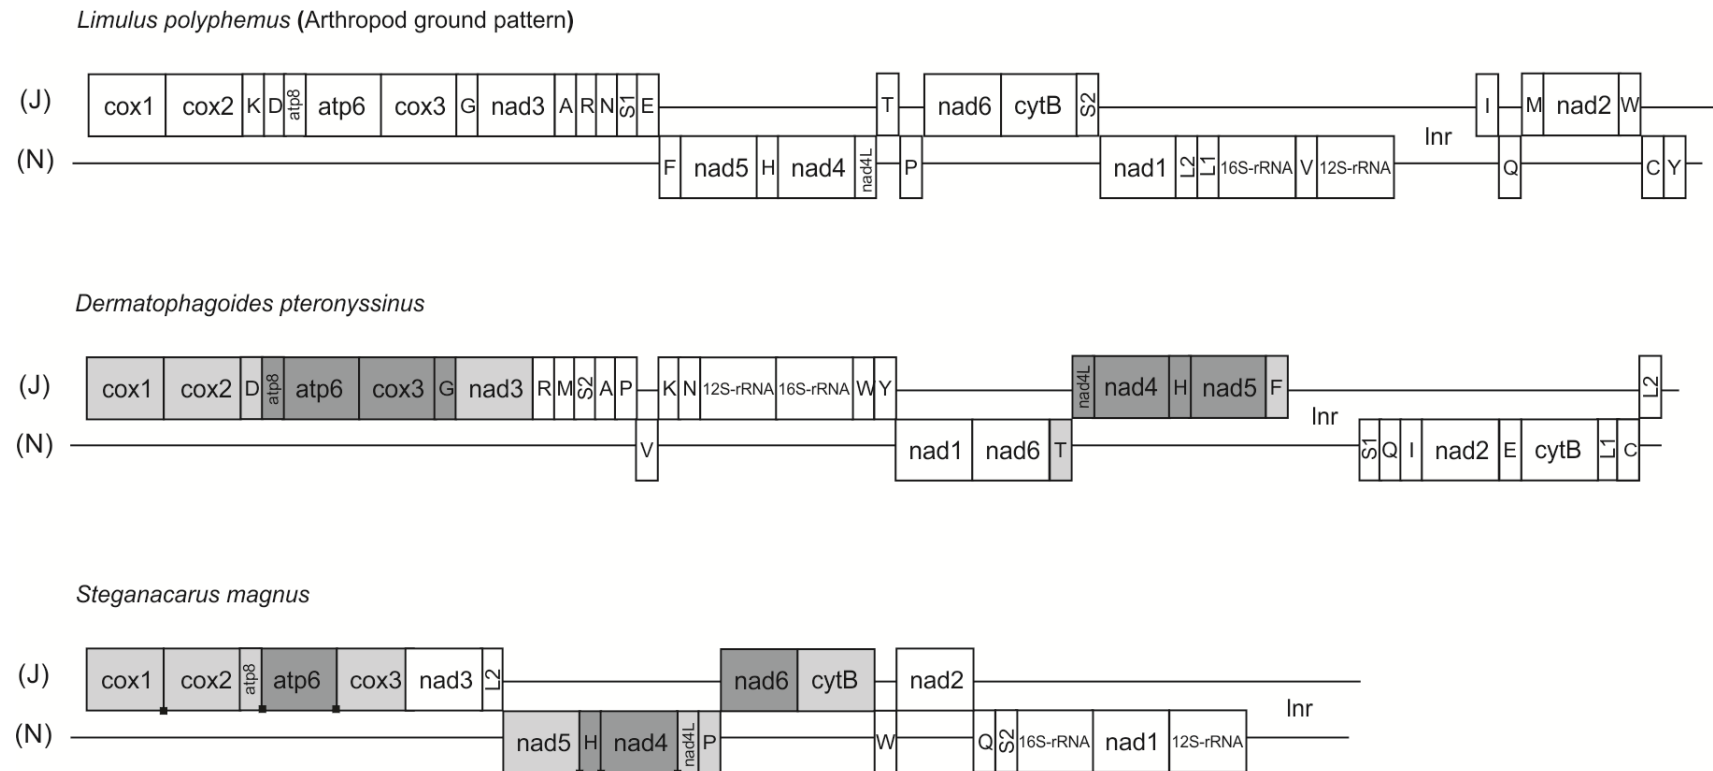 Limulus polyphemus (Arthropod ground pattern)
(J) cox1 cox2 K D atp8 atp6 cox3 G nad3 A R N S1 E T nad6 cytB S2 I M nad2 W
lnr
(N) F nad5 H nad4 nad4L P nad1 L2 L1 16S-rRNA V 12S-rRNA Q C Y
Dermatophagoides pteronyssinus
(J) cox1 cox2 D atp8 atp6 cox3 G nad3 R M S2 A P K N 12S-rRNA 16S-rRNA W Y nad4L nad4 H nad5 F L2
lnr
(N) V nad1 nad6 T S1 Q I nad2 E cytB L1 C
Steganacarus magnus
(J) cox1 cox2 atp8 atp6 cox3 nad3 L2 nad6 cytB nad2
lnr
(N) nad5 H nad4 nad4L P W Q S2 16S-rRNA nad1 12S-rRNA